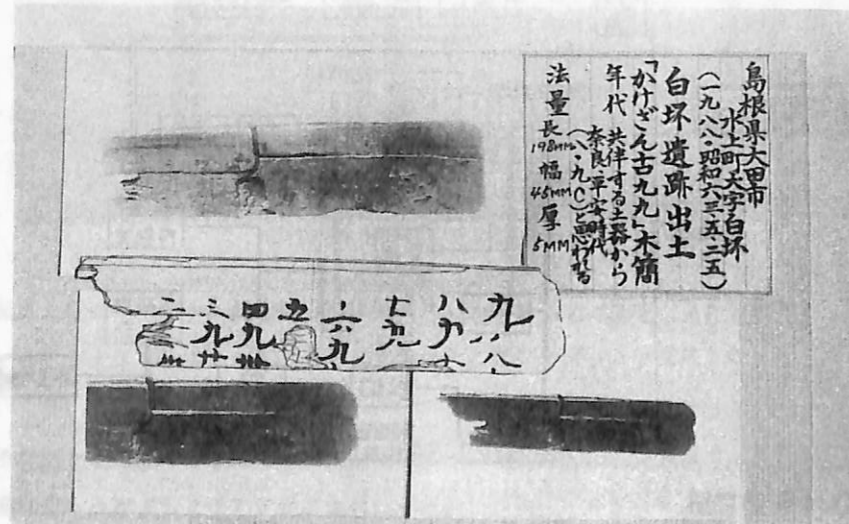 島根県大田市
水上町大字白坏
（一九八八・昭和六三・五・二五）
白坏遺跡出土
「かけざん古九九」木簡
年代 共伴する土器から
奈良・平安時代
（八・九C）と思われる
法量 長198MM 幅45MM 厚5MM
九九八
八九
七九
六九
五
四九卅
三九廿
二